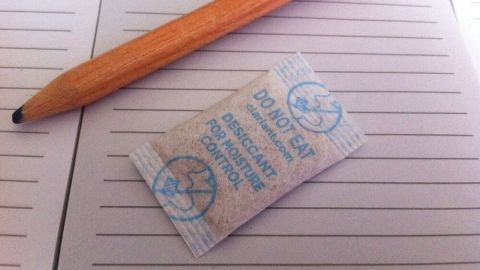 DO NOT EAT
clariant.com
DESICCANT
FOR MOISTURE
CONTROL